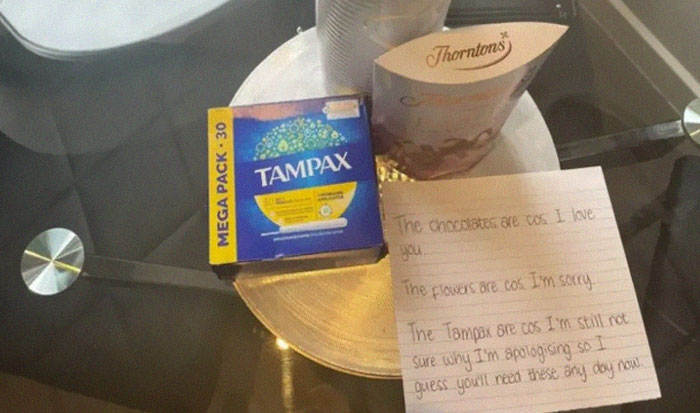 Thorntons
MEGA PACK · 30
TAMPAX
The chocolates are cos I love
you.
The flowers are cos I'm sorry.
The Tampax are cos I'm still not
sure why I'm apologising so I
guess you'll need these any day now.